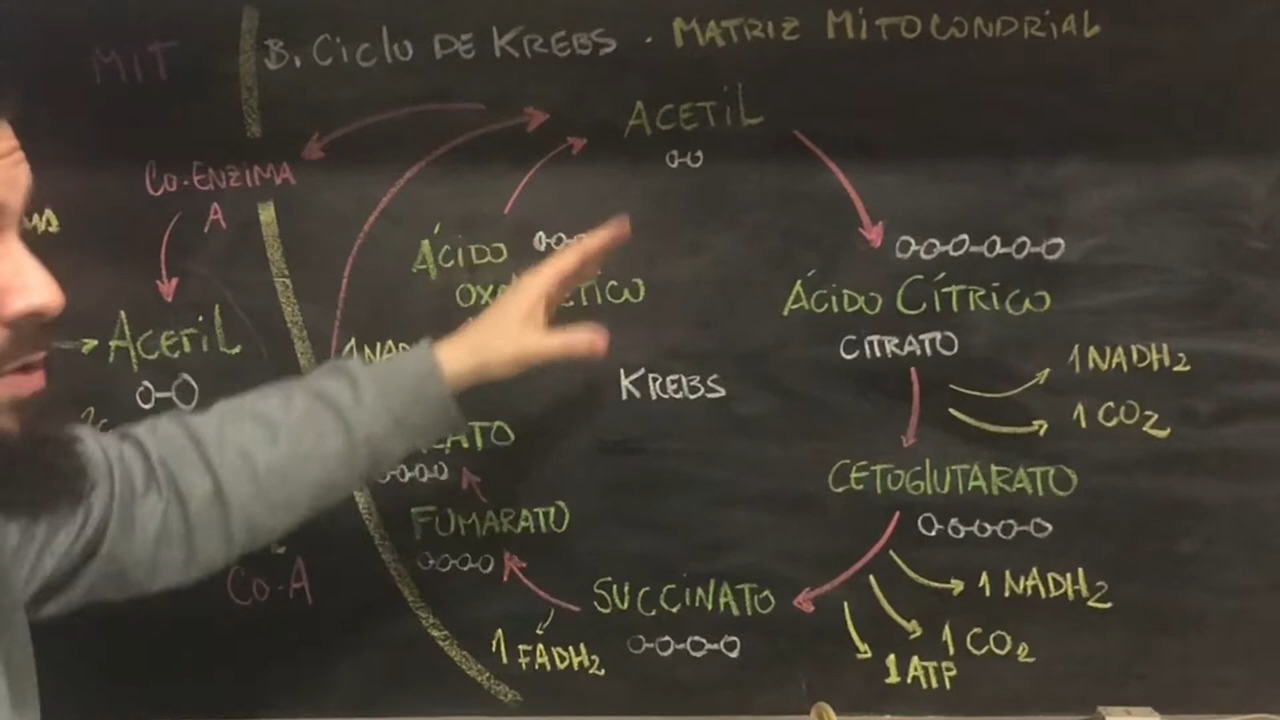 MIT
B. Ciclo DE KREBS . MATRIZ MITOCONDRIAL
ACETIL
CO-ENZIMA
A
ÁCIDO
ÁCIDO CÍTRICO
ACETIL
CITRATO
1 NADH2
KREBS
1 CO2
CETOGLUTARATO
FUMARATO
SUCCINATO
1 NADH2
CO-A
1 FADH2
1 CO2
1 ATP